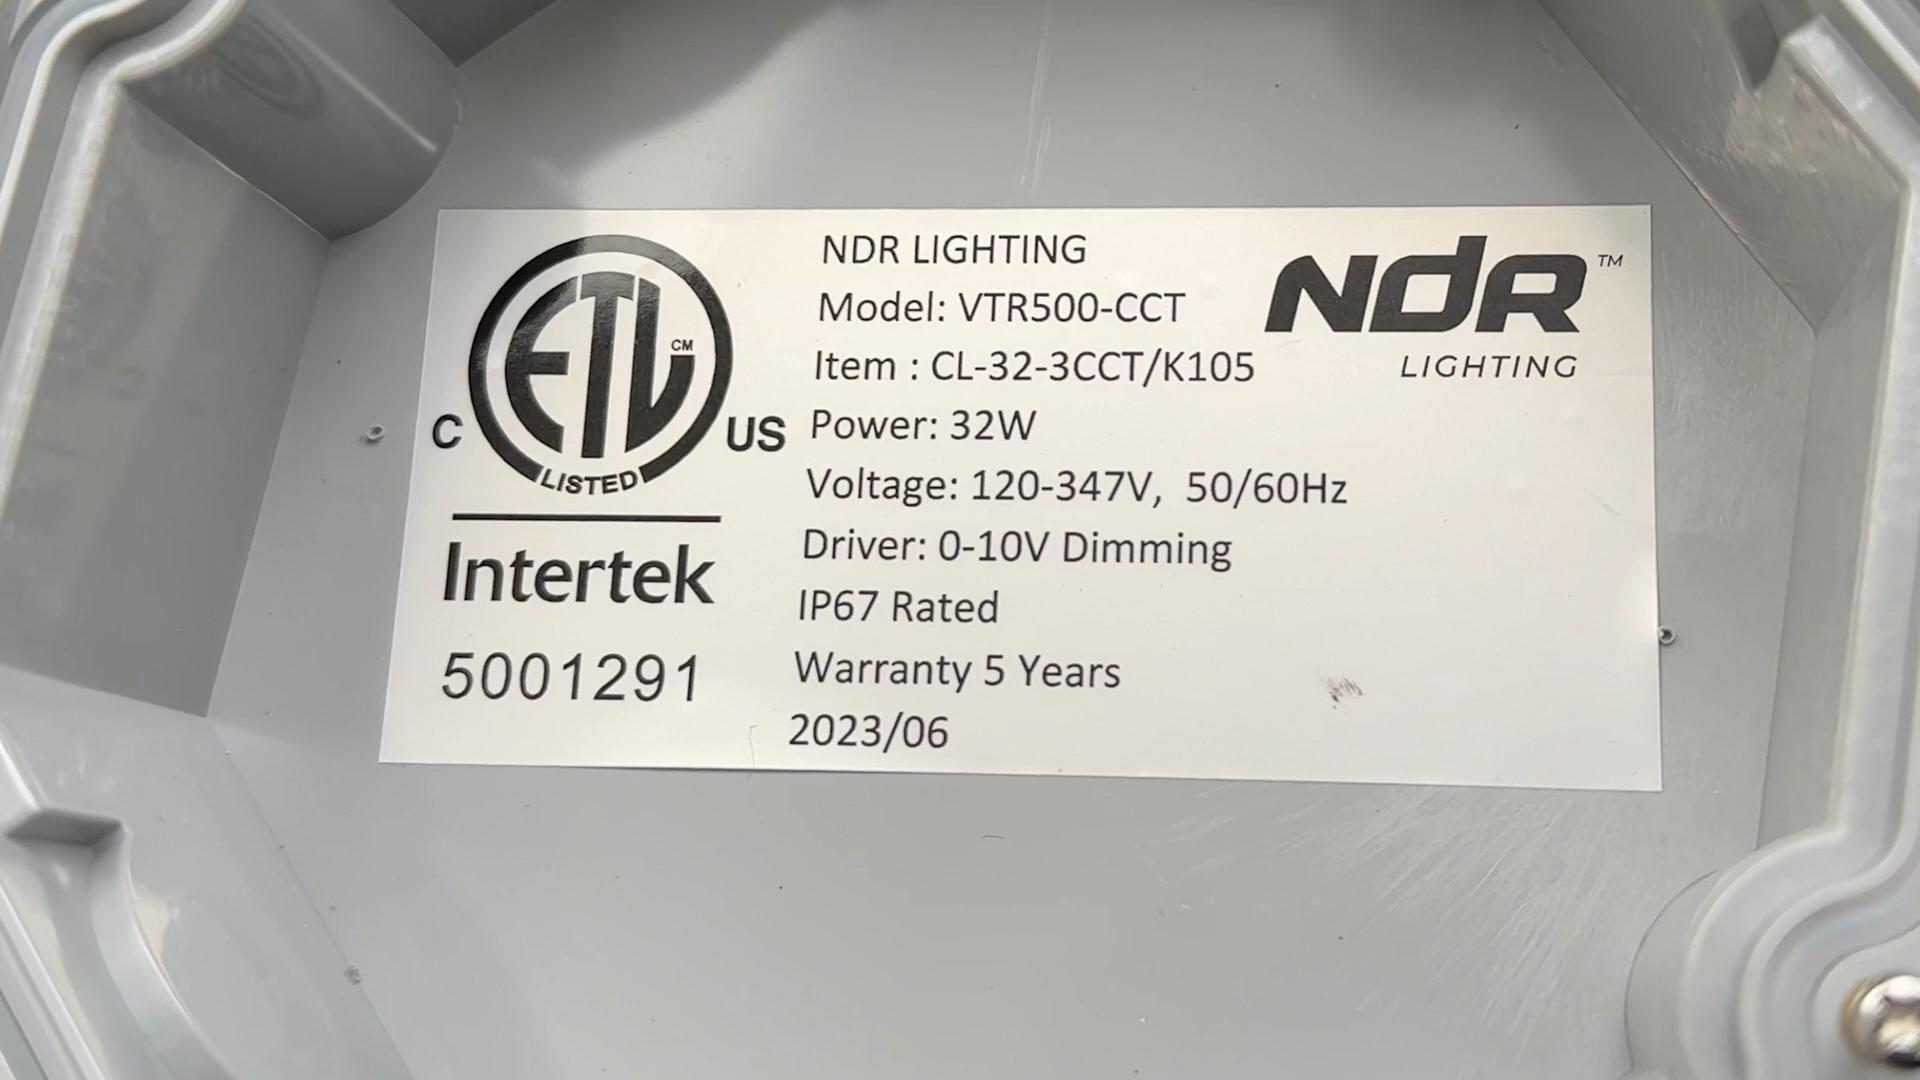 ETL CM
LISTED
C US
Intertek
5001291
NDR LIGHTING
Model: VTR500-CCT
Item : CL-32-3CCT/K105
Power: 32W
Voltage: 120-347V, 50/60Hz
Driver: 0-10V Dimming
IP67 Rated
Warranty 5 Years
2023/06
NDR™
LIGHTING